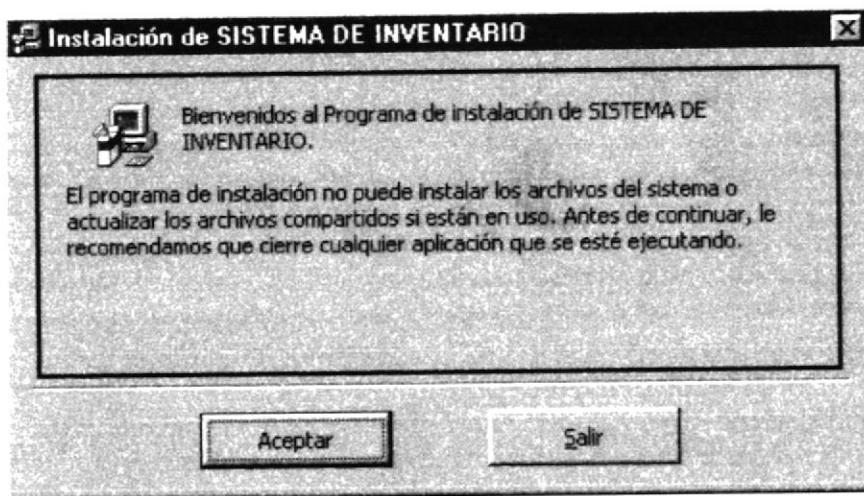 Instalación de SISTEMA DE INVENTARIO
Bienvenidos al Programa de instalación de SISTEMA DE
INVENTARIO.
El programa de instalación no puede instalar los archivos del sistema o
actualizar los archivos compartidos si están en uso. Antes de continuar, le
recomendamos que cierre cualquier aplicación que se esté ejecutando.
Aceptar
Salir